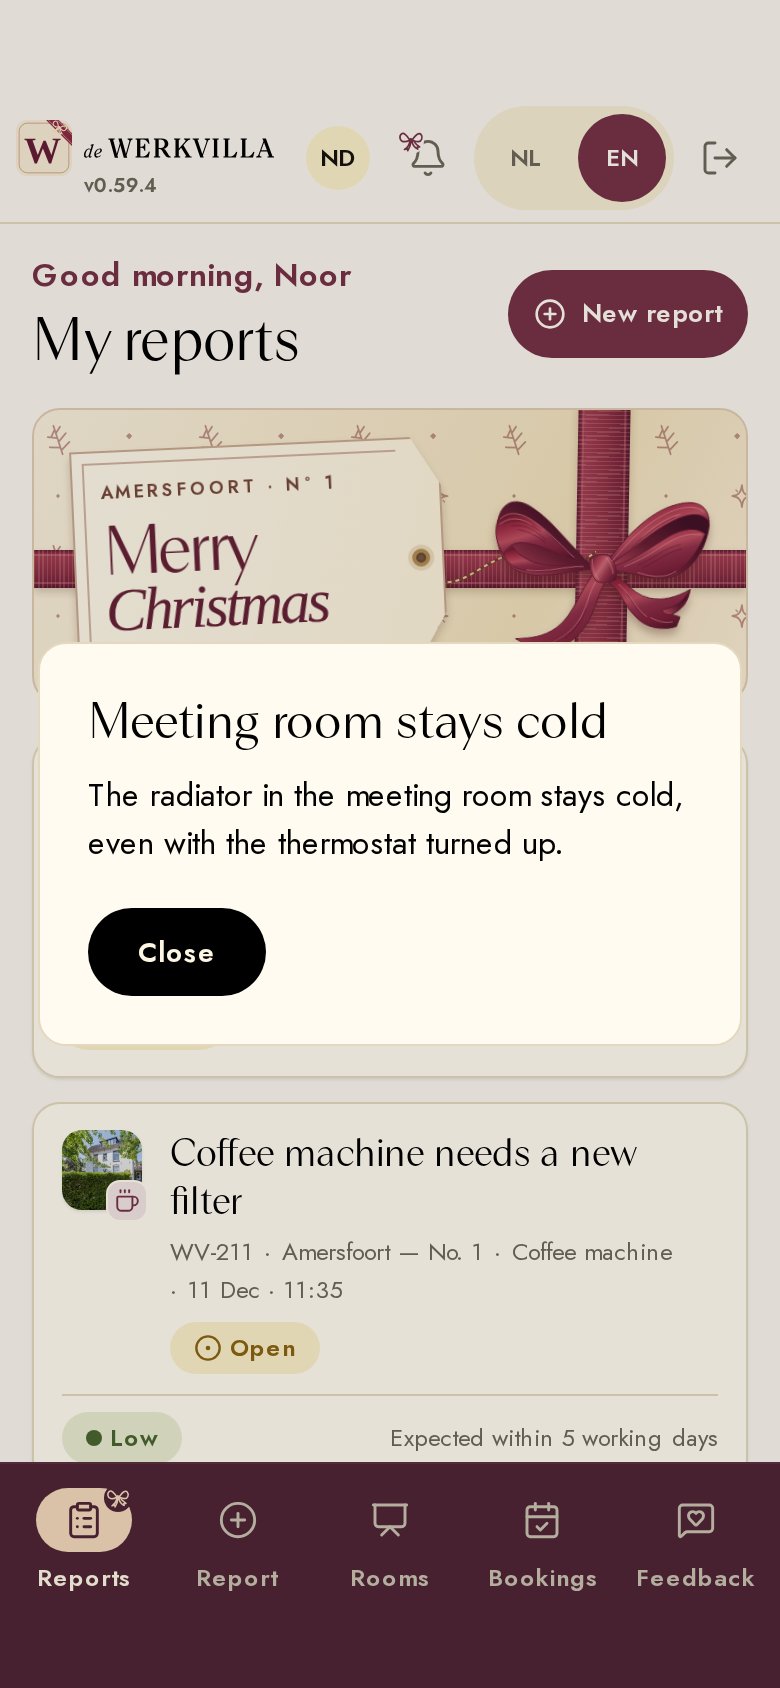 W
de WERKVILLA
v0.59.4
ND
NL
EN
Good morning, Noor
My reports
New report
AMERSFOORT · N° 1
Merry
Christmas
Meeting room stays cold
The radiator in the meeting room stays cold,
even with the thermostat turned up.
Close
Coffee machine needs a new
filter
WV-211 · Amersfoort — No. 1 · Coffee machine
· 11 Dec · 11:35
Open
Low
Expected within 5 working days
Reports
Report
Rooms
Bookings
Feedback